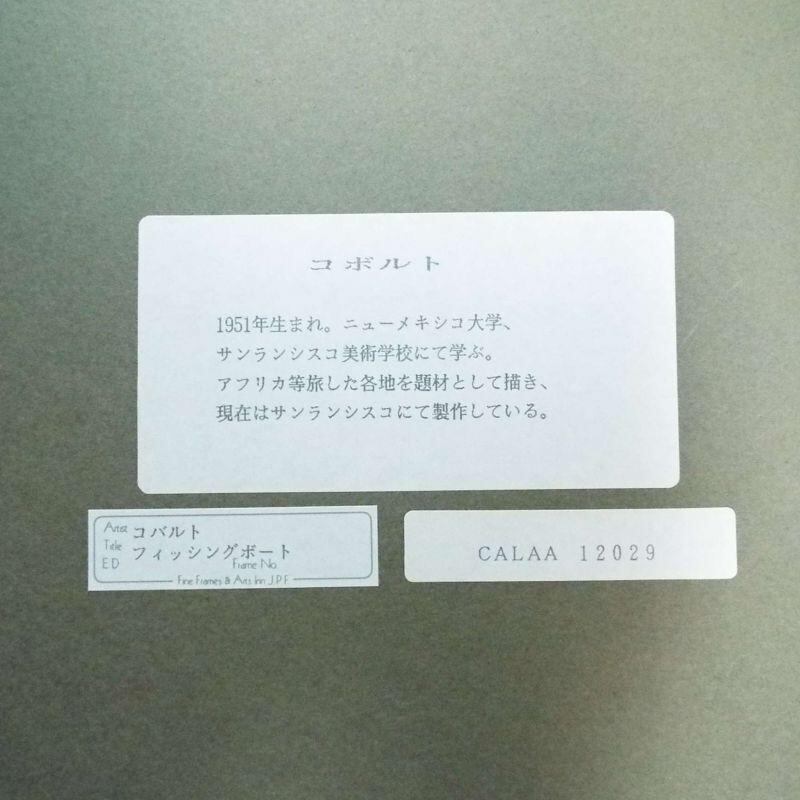 コボルト
1951年生まれ。ニューメキシコ大学、
サンランシスコ美術学校にて学ぶ。
アフリカ等旅した各地を題材として描き、
現在はサンランシスコにて製作している。
Artist コバルト
Title フィッシングボート
ED Frame No.
Fine Frames & Arts Inn J.P.F.
CALAA 12029